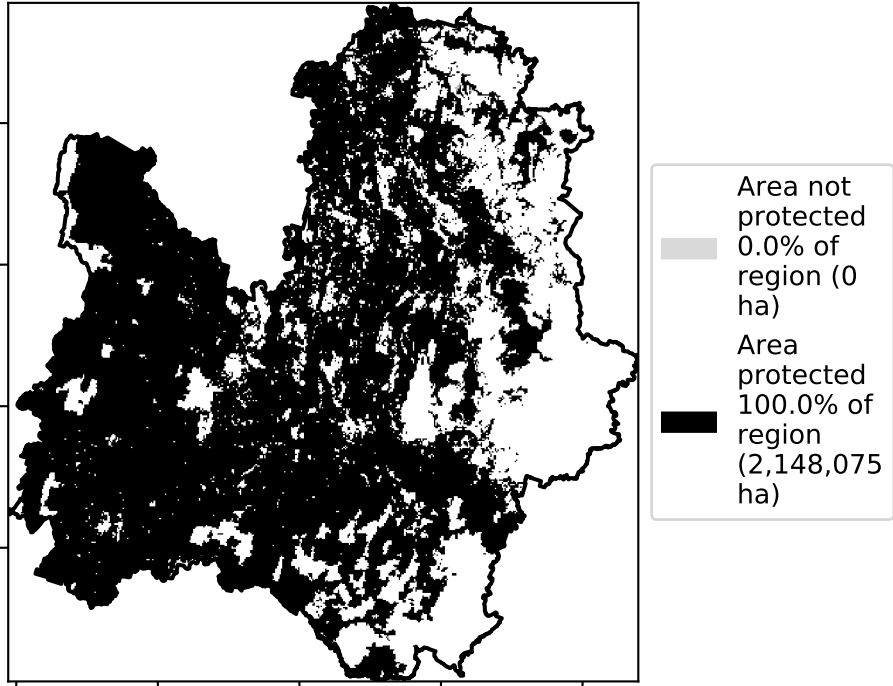 Area not
protected
0.0% of
region (0
ha)
Area
protected
100.0% of
region
(2,148,075
ha)